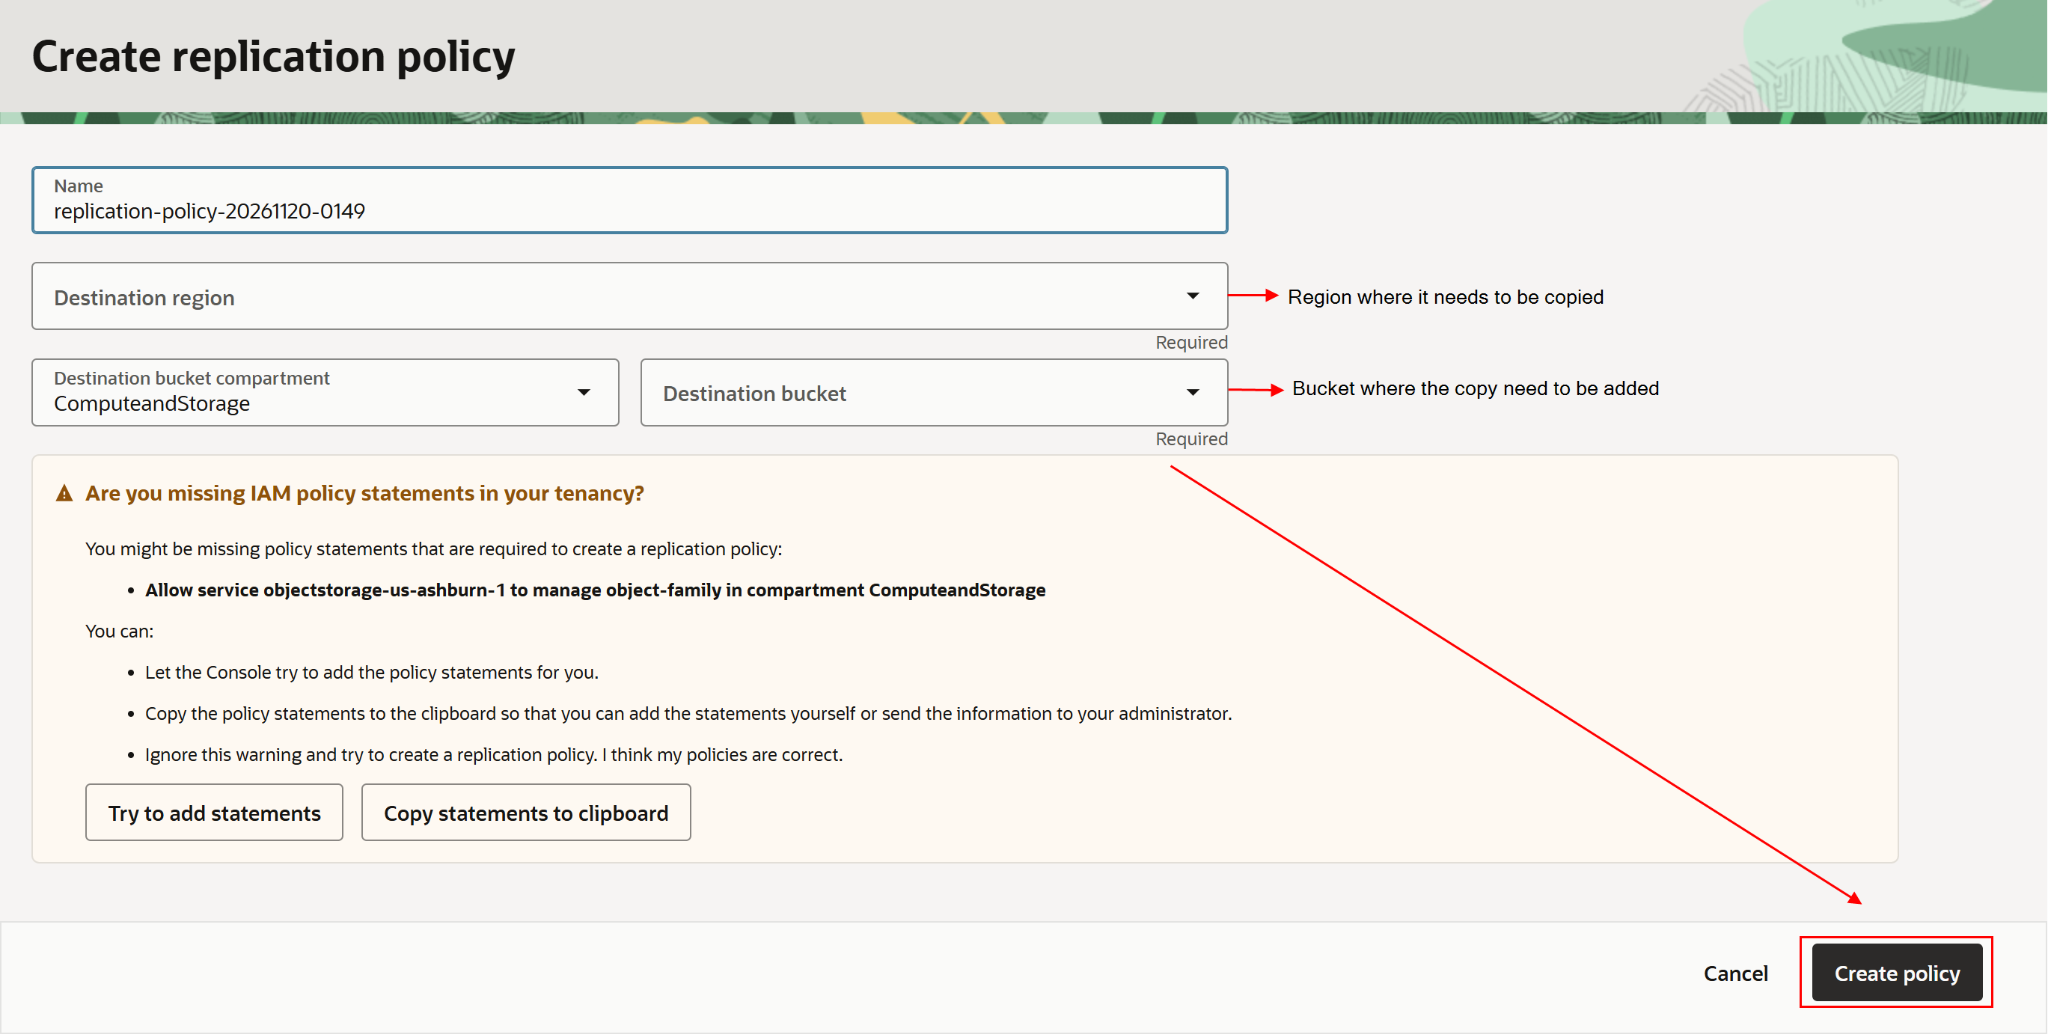 Create replication policy
Name
replication-policy-20261120-0149
Destination region
Region where it needs to be copied
Required
Destination bucket compartment
ComputeandStorage
Destination bucket
Bucket where the copy need to be added
Required
Are you missing IAM policy statements in your tenancy?
You might be missing policy statements that are required to create a replication policy:
• Allow service objectstorage-us-ashburn-1 to manage object-family in compartment ComputeandStorage
You can:
• Let the Console try to add the policy statements for you.
• Copy the policy statements to the clipboard so that you can add the statements yourself or send the information to your administrator.
• Ignore this warning and try to create a replication policy. I think my policies are correct.
Try to add statements
Copy statements to clipboard
Cancel
Create policy